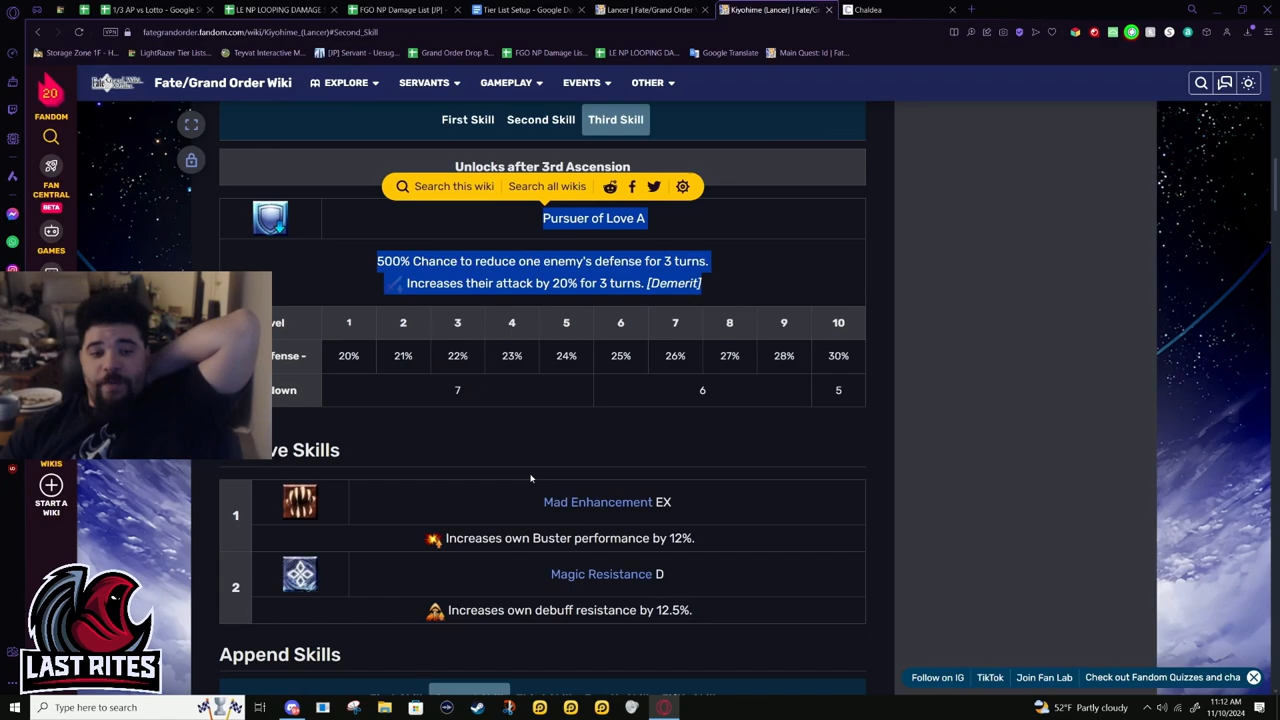 1/3 AP vs Lotto - Google S
LE NP LOOPING DAMAGE S
FGO NP Damage List [JP] -
Tier List Setup - Google Do
Lancer | Fate/Grand Order W
Kiyohime (Lancer) | Fate/Gr
Chaldea
VPN
fategrandorder.fandom.com/wiki/Kiyohime_(Lancer)#Second_Skill
Storage Zone 1F - H...
LightRazer Tier Lists...
Teyvat Interactive M...
[JP] Servant - Uesug...
Grand Order Drop R...
FGO NP Damage Lis...
LE NP LOOPING DA...
Google Translate
Main Quest: Id | Fat...
20
FANDOM
FAN CENTRAL
BETA
GAMES
WIKIS
START A WIKI
Fate/Grand Order Wiki
EXPLORE
SERVANTS
GAMEPLAY
EVENTS
OTHER
First Skill
Second Skill
Third Skill
Unlocks after 3rd Ascension
Search this wiki
Search all wikis
Pursuer of Love A
500% Chance to reduce one enemy's defense for 3 turns.
Increases their attack by 20% for 3 turns. [Demerit]
vel 1 2 3 4 5 6 7 8 9 10
fense - 20% 21% 22% 23% 24% 25% 26% 27% 28% 30%
down 7 6 5
ve Skills
1
Mad Enhancement EX
Increases own Buster performance by 12%.
2
Magic Resistance D
Increases own debuff resistance by 12.5%.
Append Skills
LAST RITES
Follow on IG
TikTok
Join Fan Lab
Check out Fandom Quizzes and cha
Type here to search
52°F Partly cloudy
11:12 AM
11/10/2024